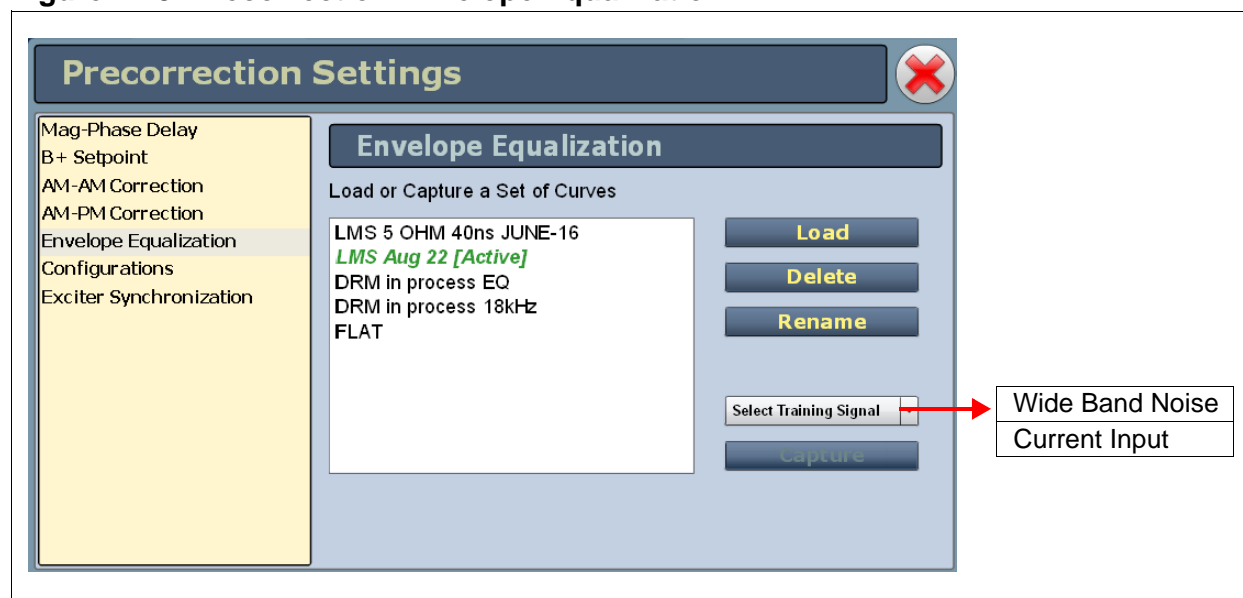 Precorrection Settings
Mag-Phase Delay
B+ Setpoint
AM-AM Correction
AM-PM Correction
Envelope Equalization
Configurations
Exciter Synchronization
Envelope Equalization
Load or Capture a Set of Curves
LMS 5 OHM 40ns JUNE-16
LMS Aug 22 [Active]
DRM in process EQ
DRM in process 18kHz
FLAT
Load
Delete
Rename
Select Training Signal
Capture
Wide Band Noise
Current Input